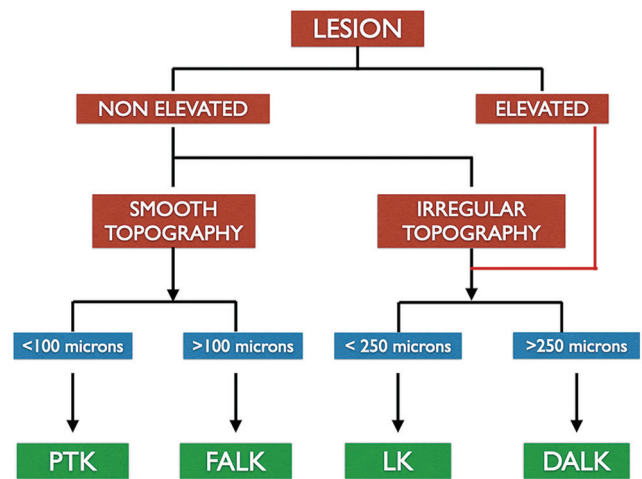 LESION
NON ELEVATED
ELEVATED
SMOOTH
TOPOGRAPHY
IRREGULAR
TOPOGRAPHY
<100 microns
>100 microns
< 250 microns
>250 microns
PTK
FALK
LK
DALK